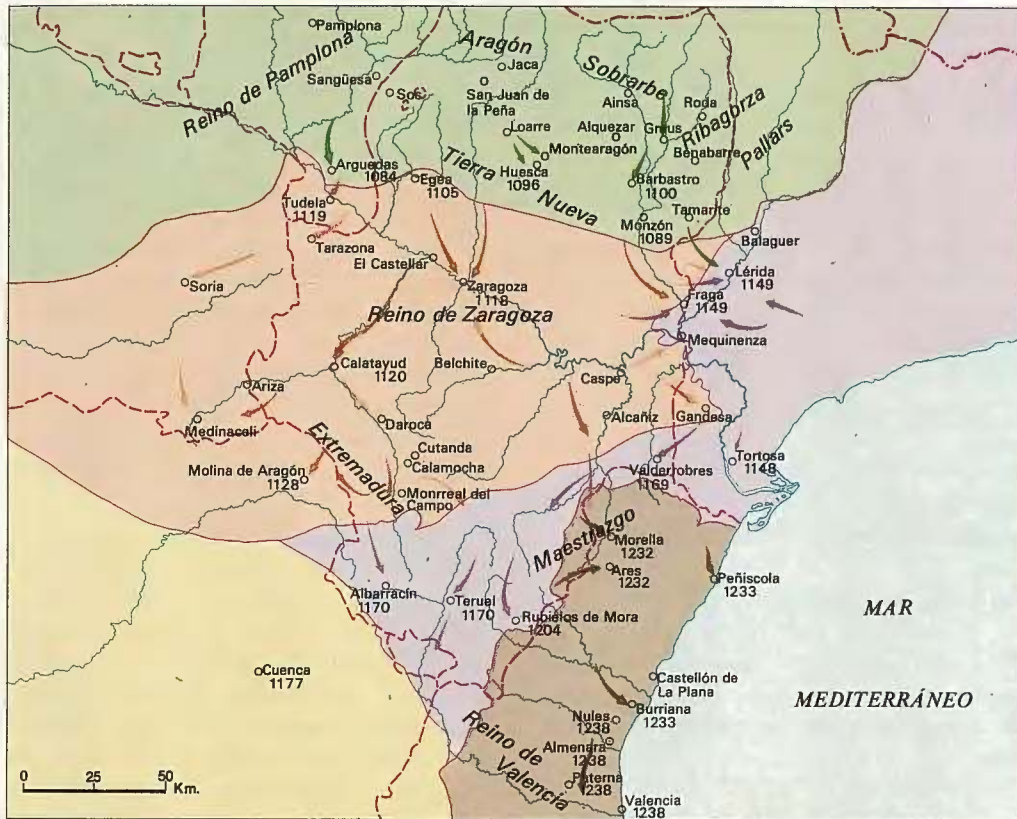 Pamplona
Reino de Pamplona
Aragón
Jaca
Sangüesa
Sos
San Juan de
la Peña
Sobrarbe
Ainsa
Roda
Ribagorza
Pallars
Loarre
Alquezar
Graus
Montearagón
Benabarre
Arguedas
1084
Tierra
Nueva
Egea
1105
Huesca
1096
Barbastro
1100
Tudela
1119
Monzón
1089
Tamarite
Tarazona
Balaguer
El Castellar
Soria
Zaragoza
1118
Lérida
1149
Reino de Zaragoza
Fraga
1149
Mequinenza
Calatayud
1120
Belchite
Caspe
Ariza
Alcañiz
Gandesa
Medinaceli
Daroca
Extremadura
Cutanda
Calamocha
Molina de Aragón
1128
Valderrobres
1169
Tortosa
1148
Monrreal del
Campo
Maestrazgo
Morella
1232
Ares
1232
Peñiscola
1233
Albarracín
1170
Terual
1170
Rubielos de Mora
1204
MAR
MEDITERRÁNEO
Cuenca
1177
Castellón de
La Plana
Burriana
1233
Nules
1238
Reino de
Valencia
Almenara
1238
Paterna
1238
Valencia
1238
0 25 50
Km.